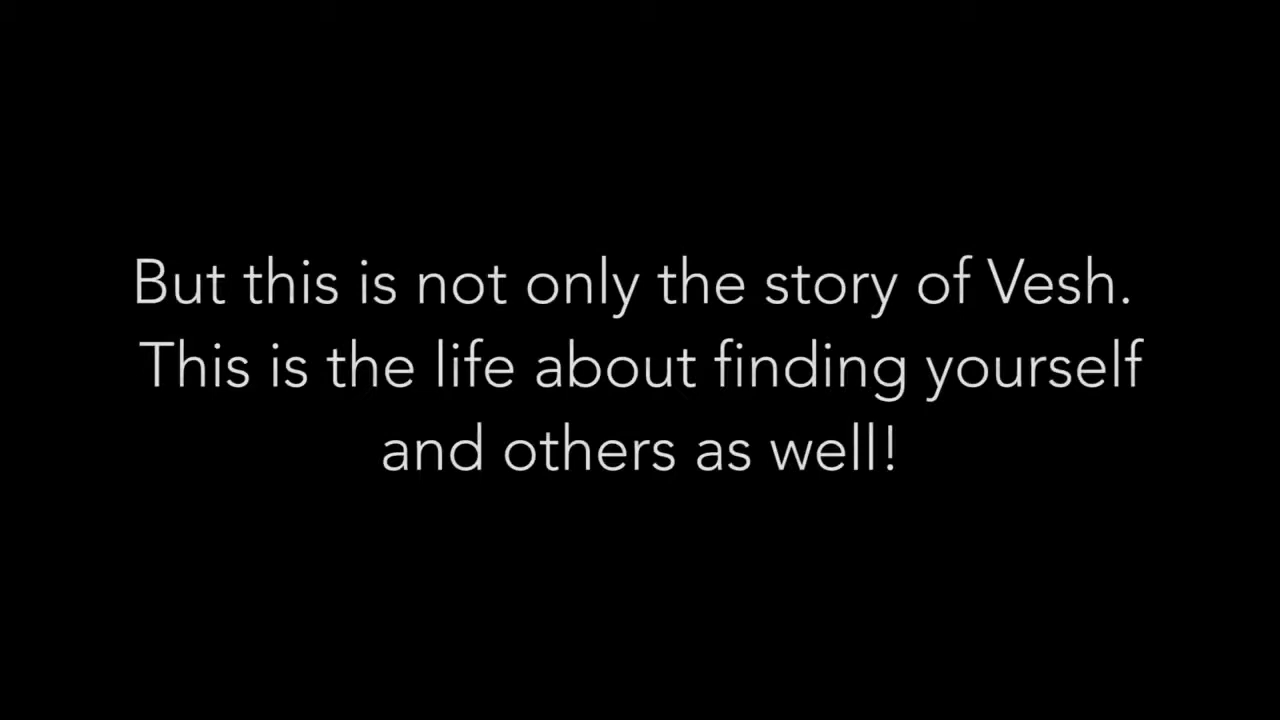 But this is not only the story of Vesh.
This is the life about finding yourself
and others as well!